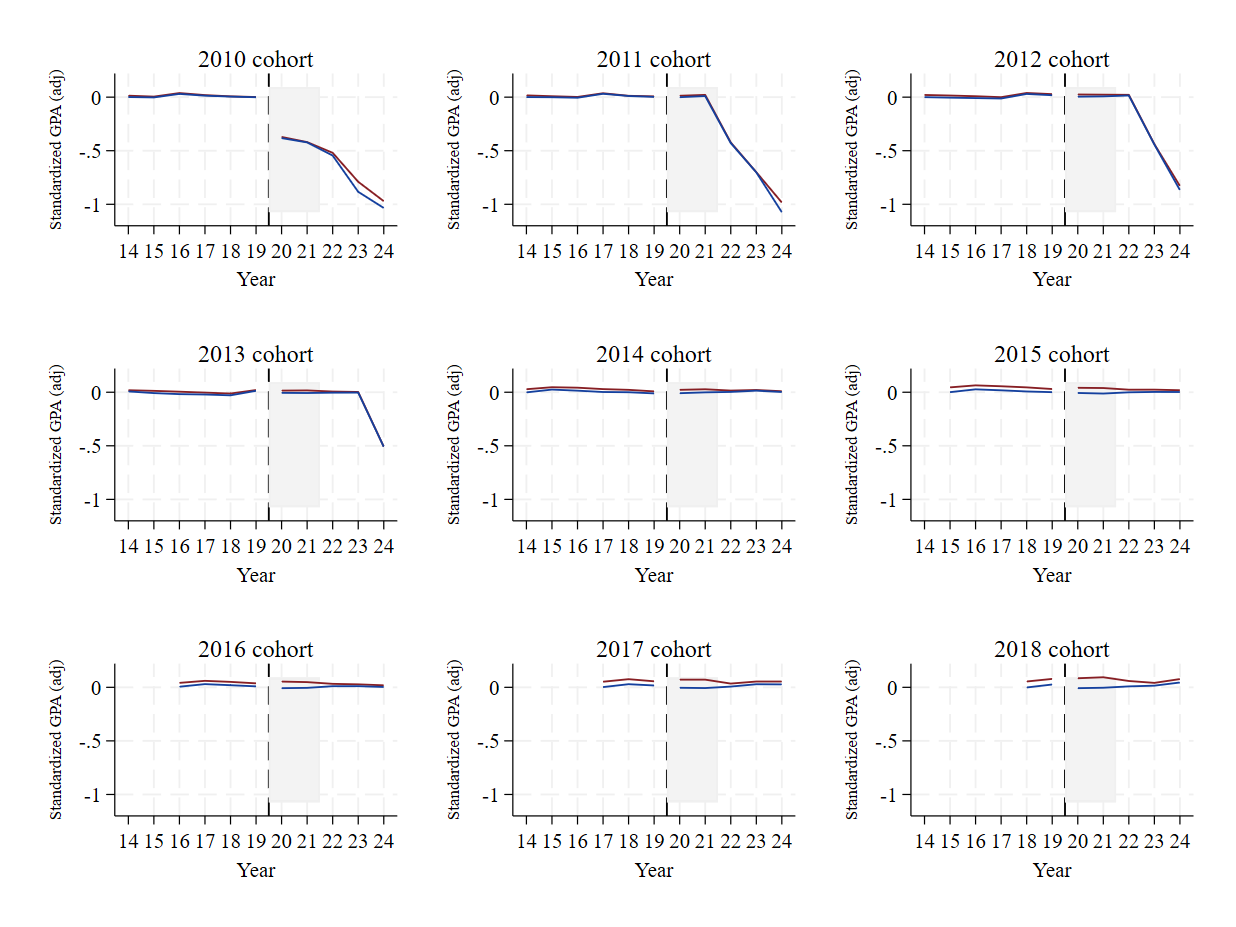 2010 cohort
Standardized GPA (adj)
0
-.5
-1
14 15 16 17 18 19 20 21 22 23 24
Year
2011 cohort
Standardized GPA (adj)
0
-.5
-1
14 15 16 17 18 19 20 21 22 23 24
Year
2012 cohort
Standardized GPA (adj)
0
-.5
-1
14 15 16 17 18 19 20 21 22 23 24
Year
2013 cohort
Standardized GPA (adj)
0
-.5
-1
14 15 16 17 18 19 20 21 22 23 24
Year
2014 cohort
Standardized GPA (adj)
0
-.5
-1
14 15 16 17 18 19 20 21 22 23 24
Year
2015 cohort
Standardized GPA (adj)
0
-.5
-1
14 15 16 17 18 19 20 21 22 23 24
Year
2016 cohort
Standardized GPA (adj)
0
-.5
-1
14 15 16 17 18 19 20 21 22 23 24
Year
2017 cohort
Standardized GPA (adj)
0
-.5
-1
14 15 16 17 18 19 20 21 22 23 24
Year
2018 cohort
Standardized GPA (adj)
0
-.5
-1
14 15 16 17 18 19 20 21 22 23 24
Year